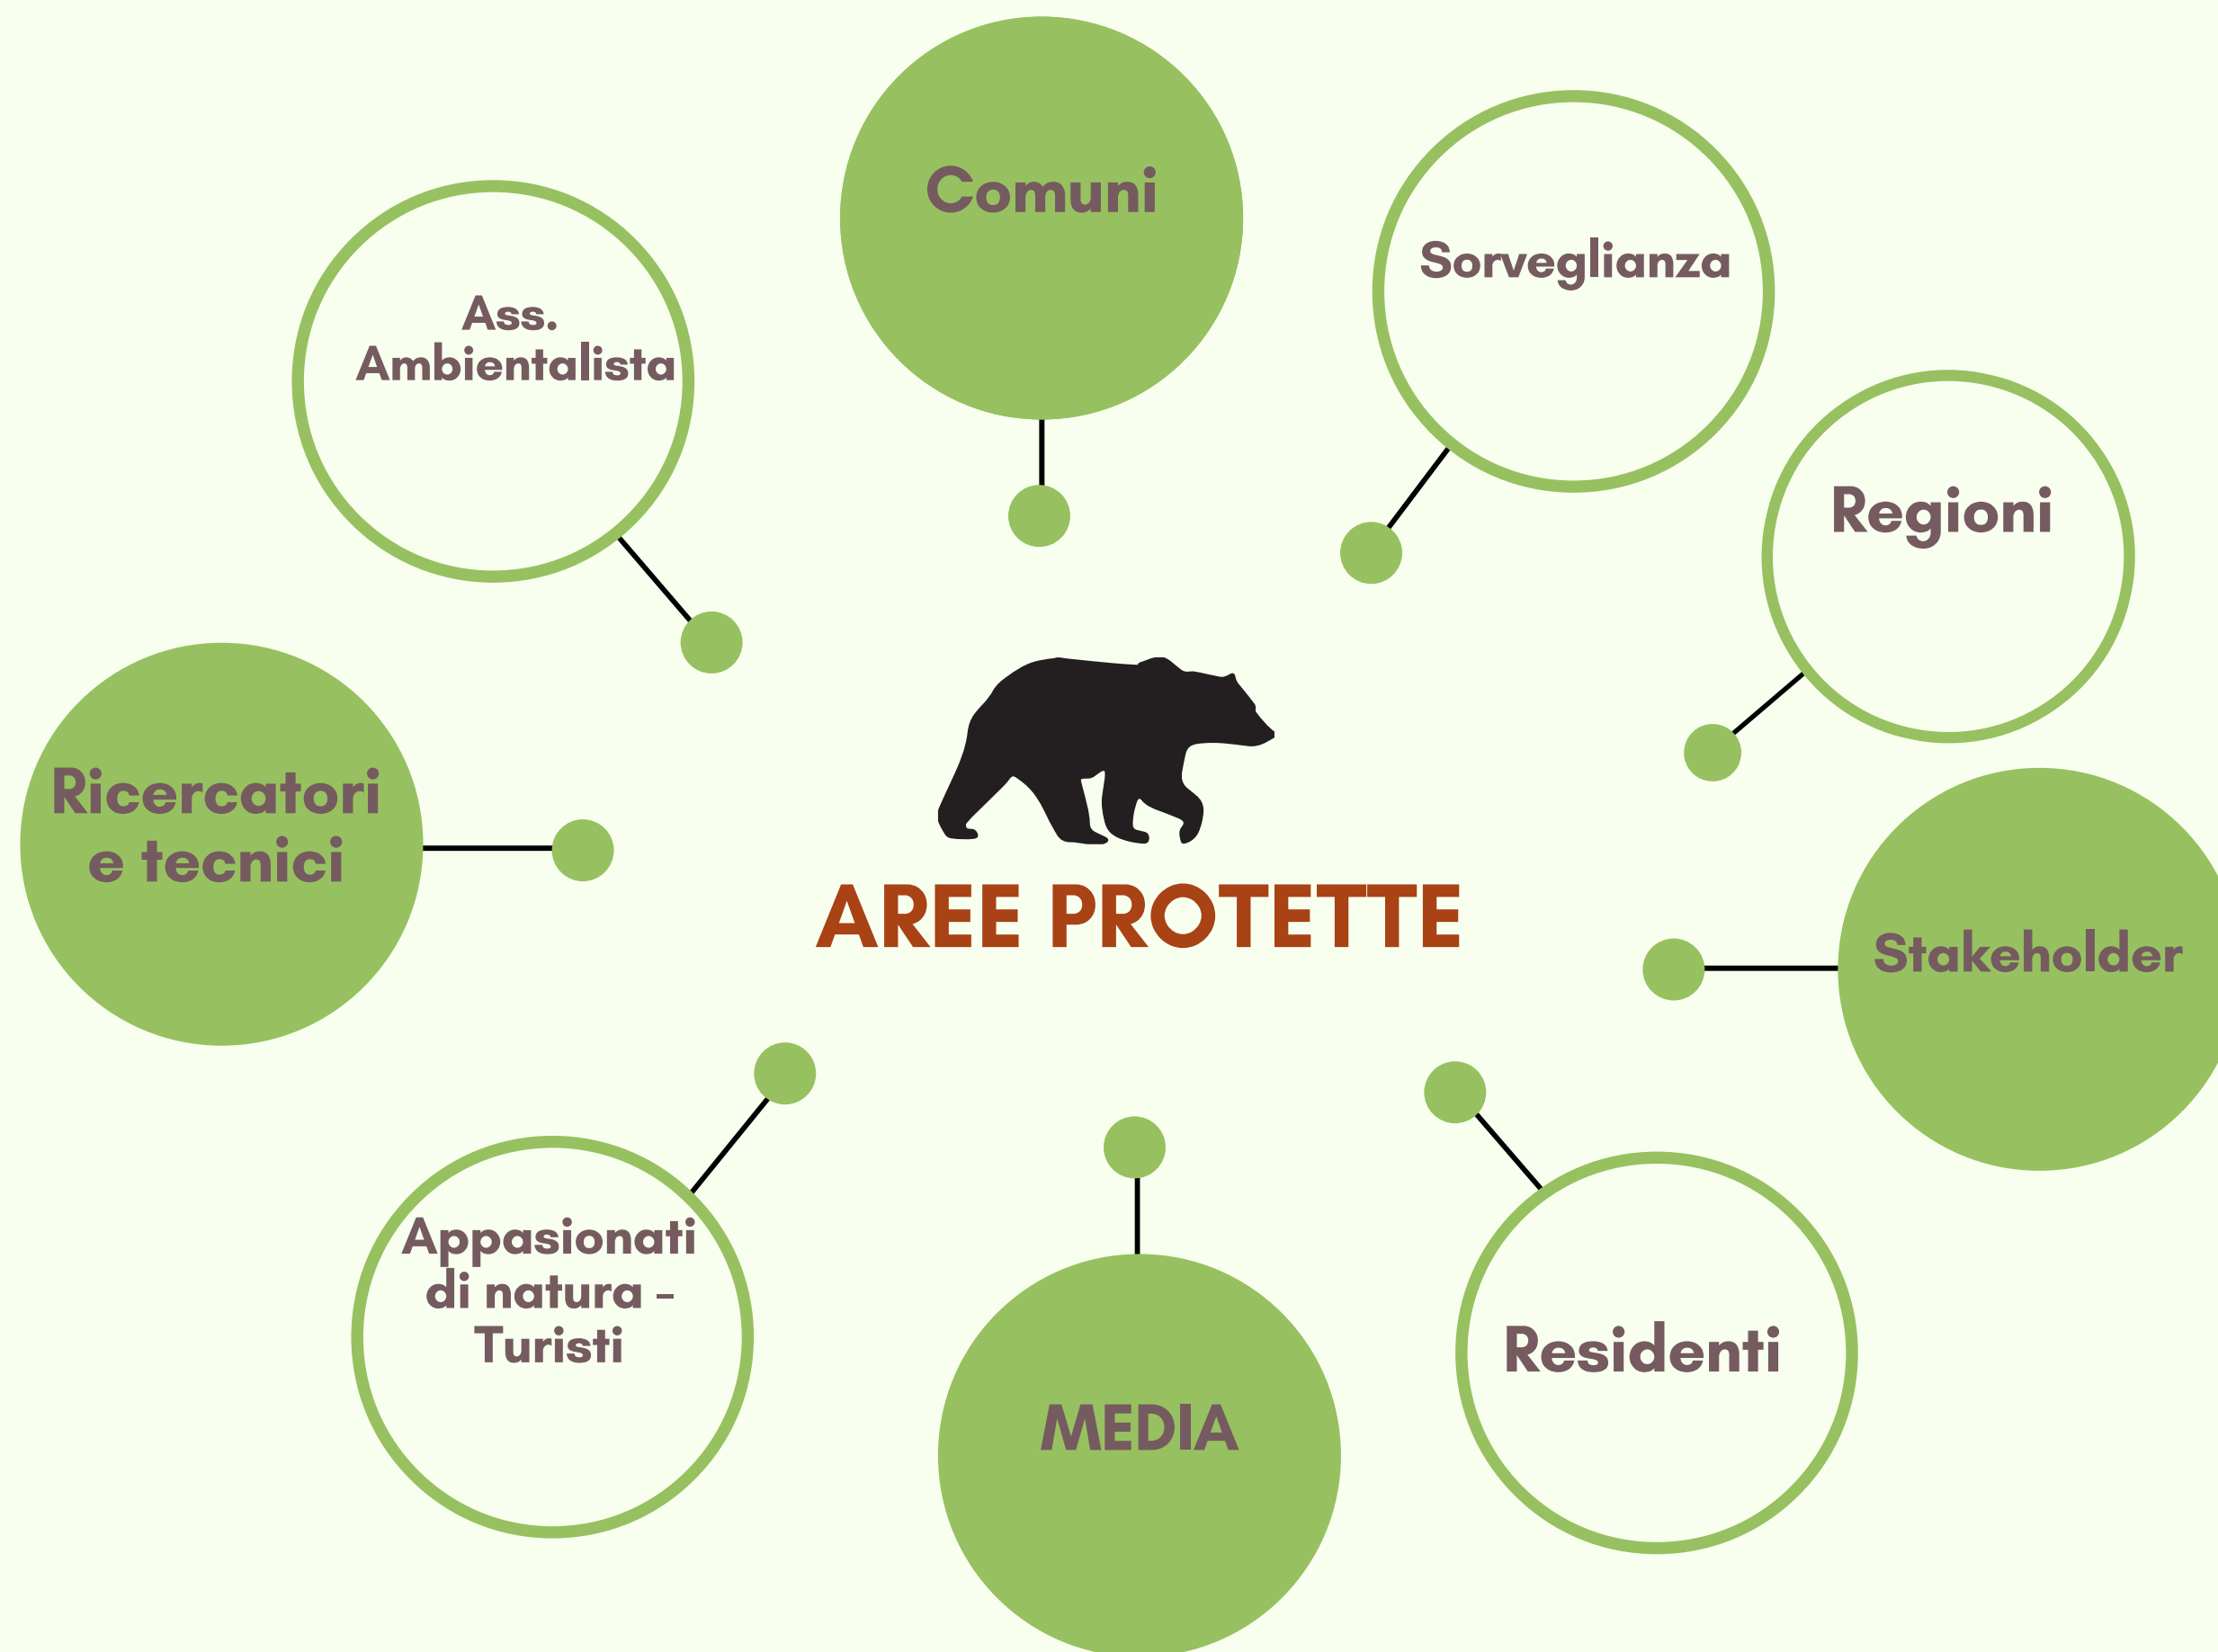 Comuni
Sorveglianza
Ass.
Ambientalista
Regioni
Ricercatori
e tecnici
AREE PROTETTE
Stakeholder
Appasionati
di natura –
Turisti
Residenti
MEDIA